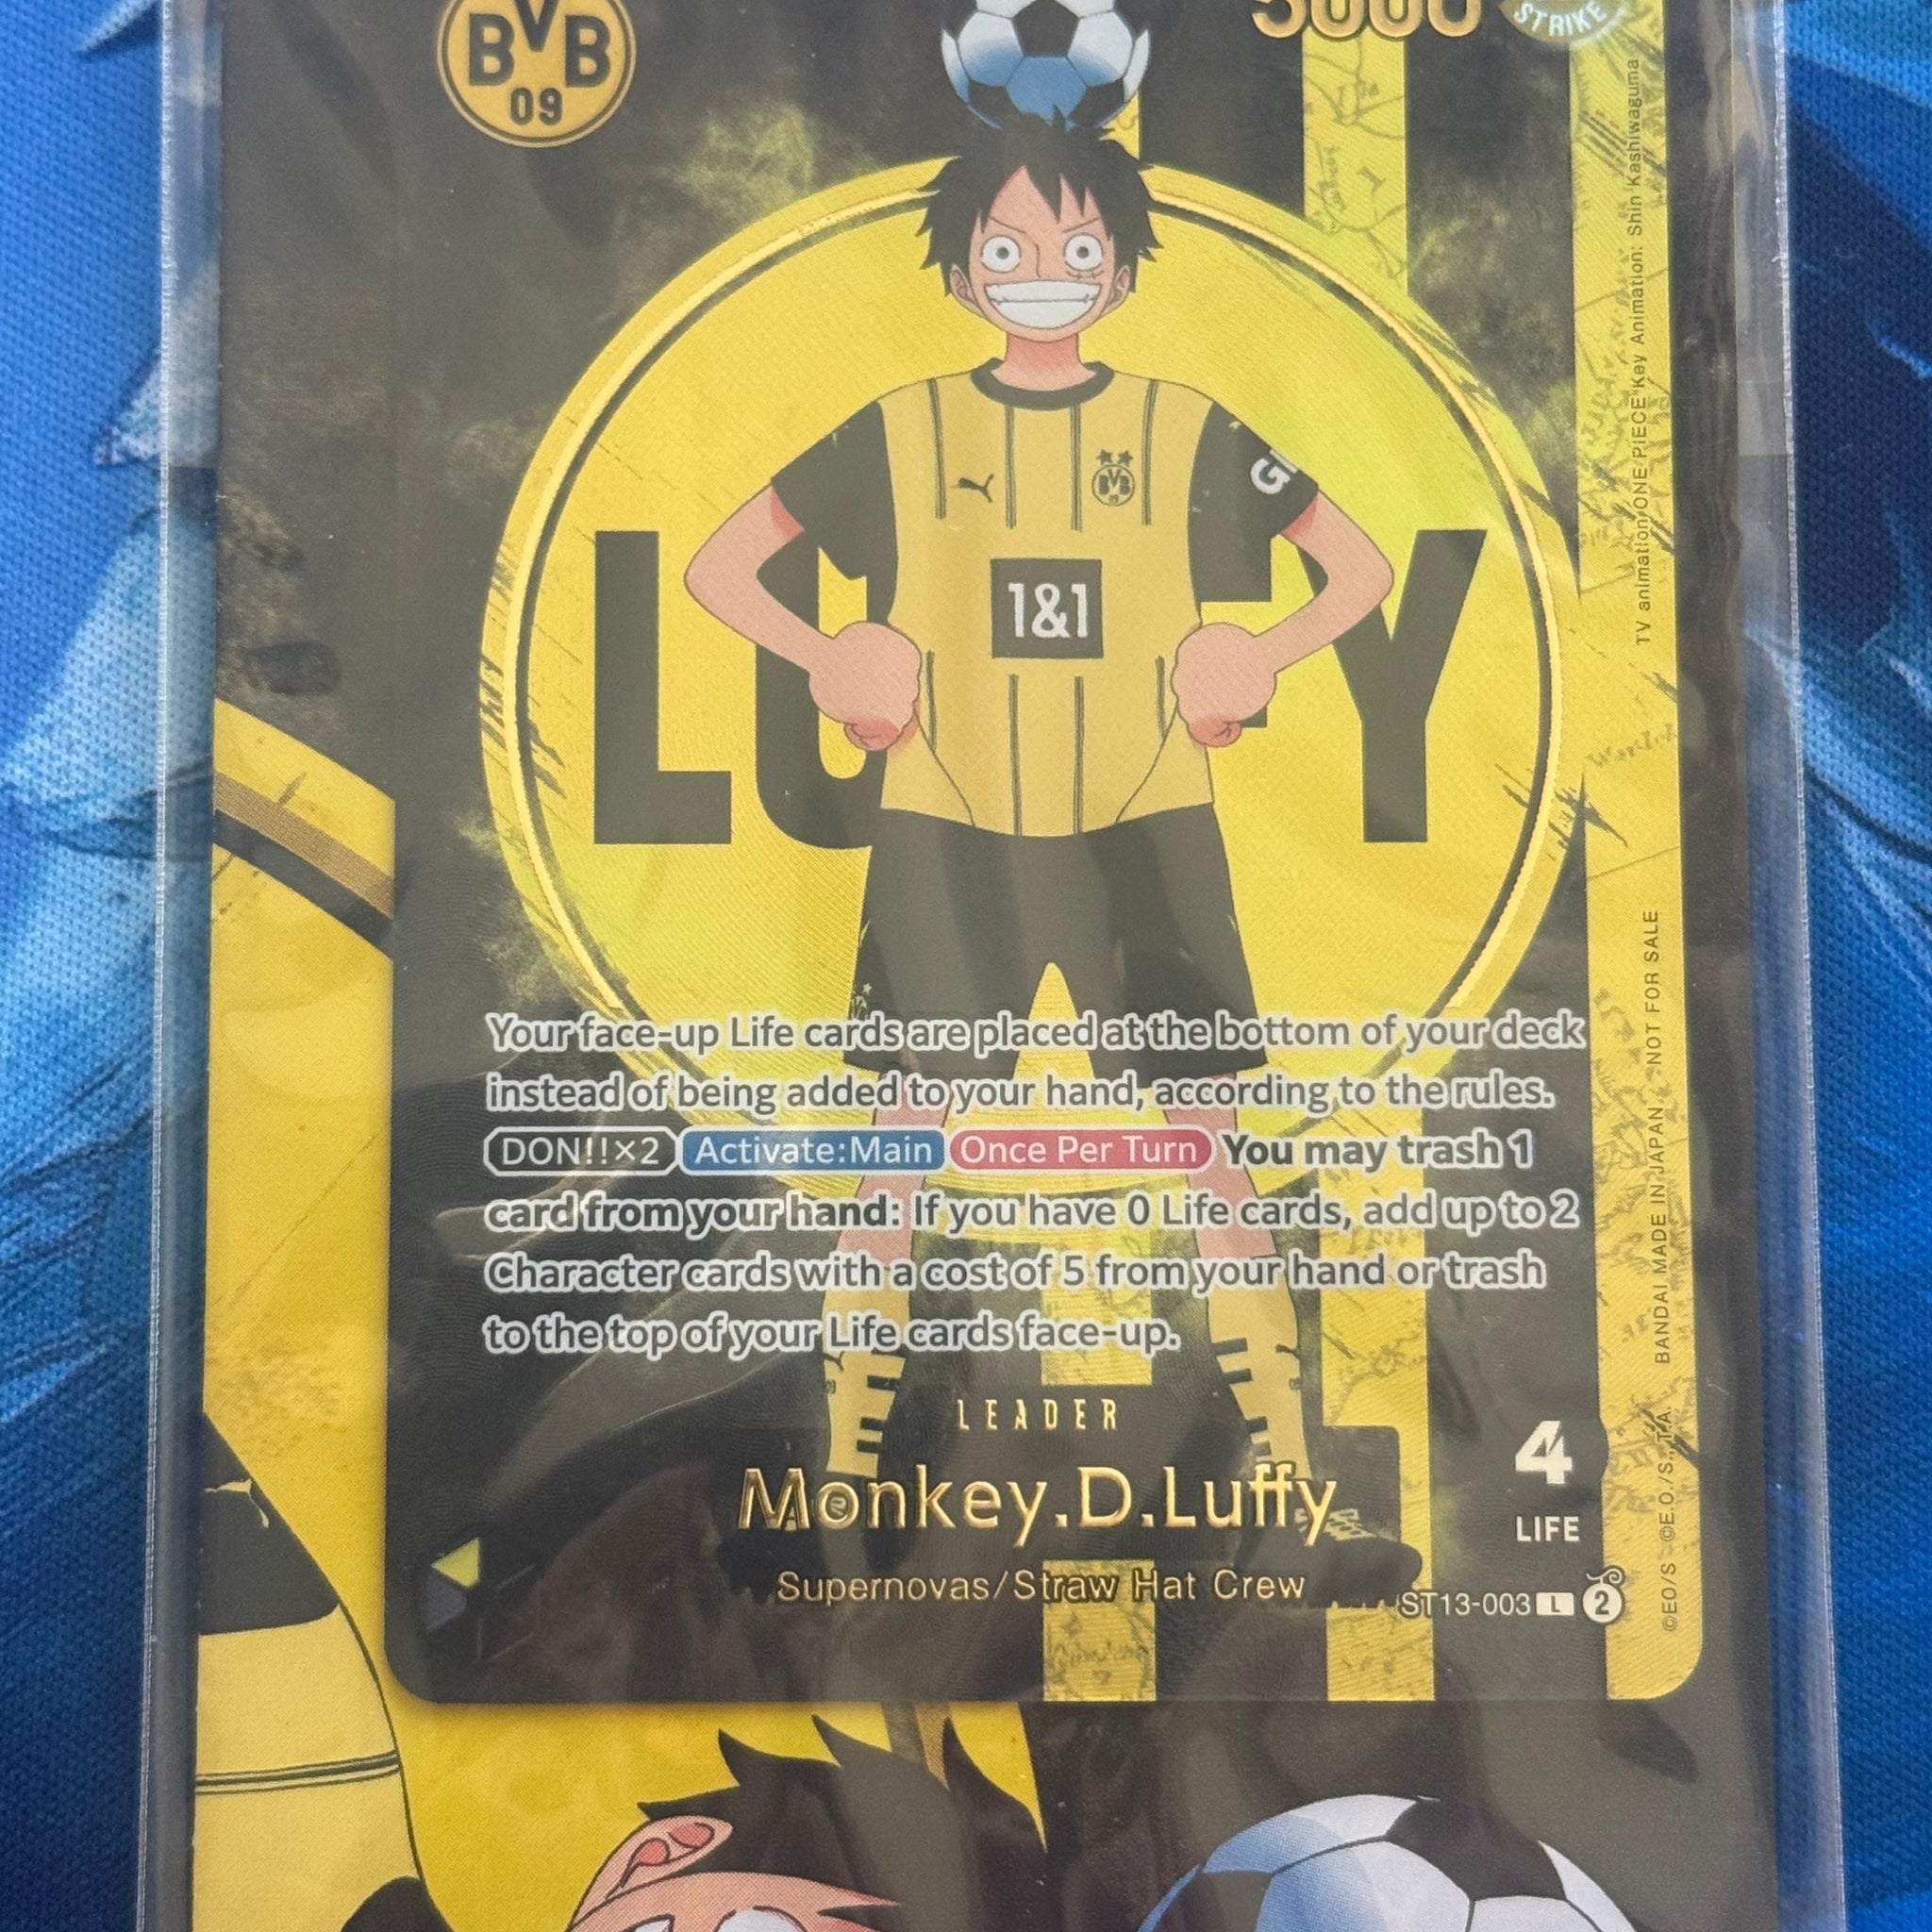 BVB
09
5000
STRIKE
BVB
09
GI
1&1
LUFFY
Your face-up Life cards are placed at the bottom of your deck
instead of being added to your hand, according to the rules.
DON!!×2 Activate:Main Once Per Turn You may trash 1
card from your hand: If you have 0 Life cards, add up to 2
Character cards with a cost of 5 from your hand or trash
to the top of your Life cards face-up.
LEADER
Monkey.D.Luffy
Supernovas/Straw Hat Crew
4
LIFE
ST13-003 L 2
TV animation ONE PIECE Key Animation: Shin Kashiwaguma
BANDAI MADE IN JAPAN NOT FOR SALE
©EO/S ©E.O./S.,T.A.